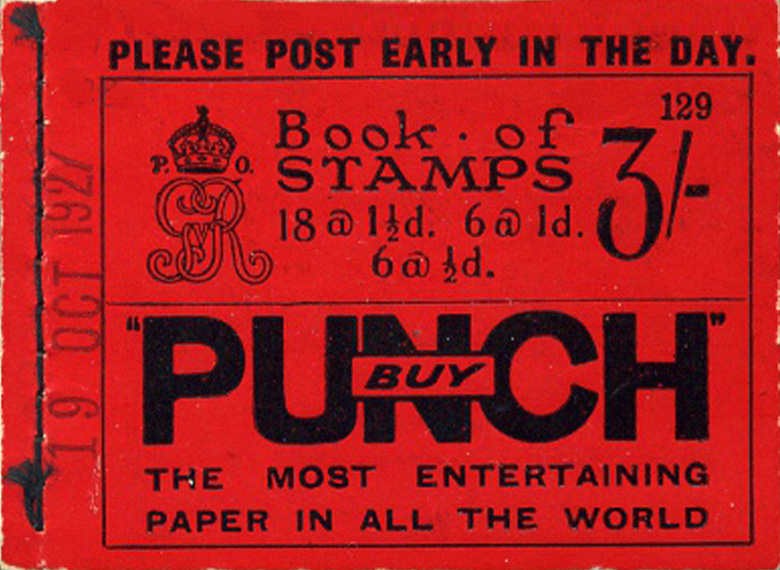 PLEASE POST EARLY IN THE DAY.
129
P. O.
GvR
Book · of
STAMPS
3/-
18 @ 1½d. 6 @ 1d.
6 @ ½d.
"PUNCH"
BUY
THE MOST ENTERTAINING
PAPER IN ALL THE WORLD
19 OCT 1927